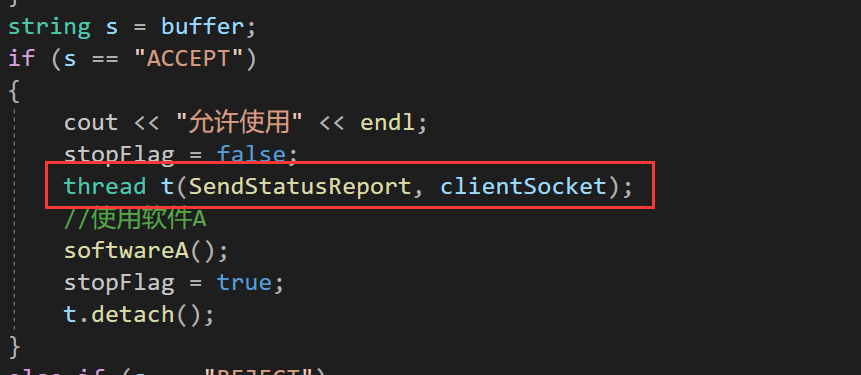 }
string s = buffer;
if (s == "ACCEPT")
{
cout << "允许使用" << endl;
stopFlag = false;
thread t(SendStatusReport, clientSocket);
//使用软件A
softwareA();
stopFlag = true;
t.detach();
}
else if (s == "REJECT")